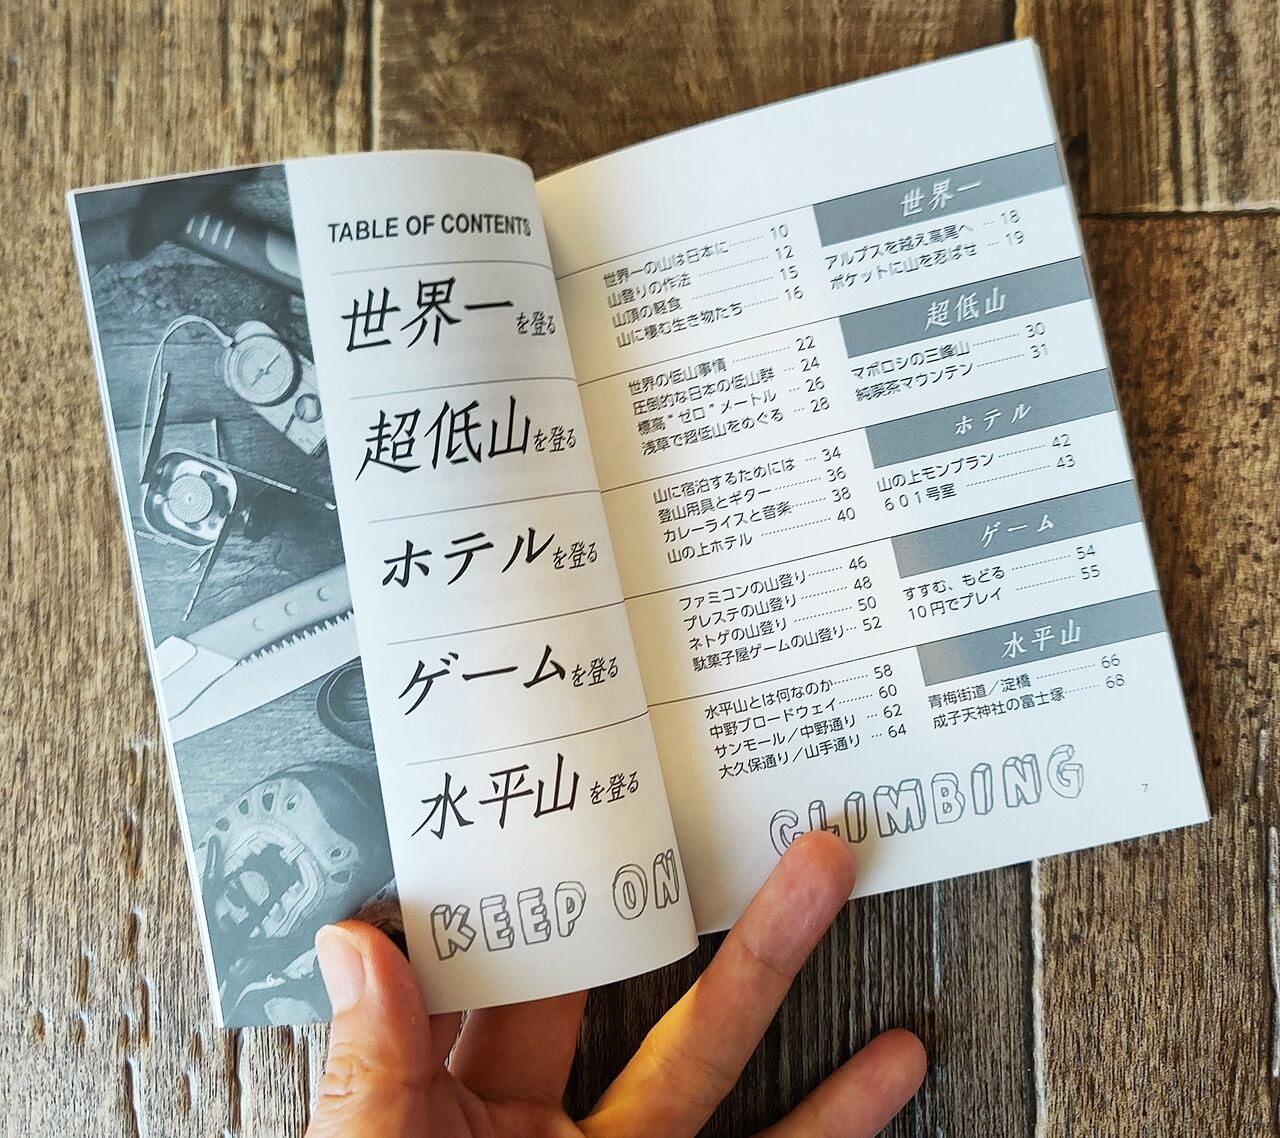 TABLE OF CONTENTS
世界一を登る
超低山を登る
ホテルを登る
ゲームを登る
水平山を登る
KEEP ON
世界一の山は日本に………10
山登りの作法 ……………12
山頂の軽食 ………………15
山に棲む生き物たち……16
世界一
アルプスを越え高尾へ …18
ポケットに山を忍ばせ …19
世界の低山事情 …………22
圧倒的な日本の低山群 …24
標高“ゼロ”メートル …26
浅草で超低山をめぐる …28
超低山
マボロシの三峰山 ………30
純喫茶マウンテン ………31
山に宿泊するためには …34
登山用具とギター ………36
カレーライスと音楽………38
山の上ホテル ……………40
ホテル
山の上モンブラン…………42
601号室 …………………43
ファミコンの山登り………46
プレステの山登り…………48
ネトゲの山登り ……………50
駄菓子屋ゲームの山登り…52
ゲーム
すすむ、もどる ……………54
10円でプレイ ……………55
水平山とは何なのか………58
中野ブロードウェイ………60
サンモール／中野通り …62
大久保通り／山手通り …64
水平山
青梅街道／淀橋 …………66
成子天神社の富士塚………68
CLIMBING
7